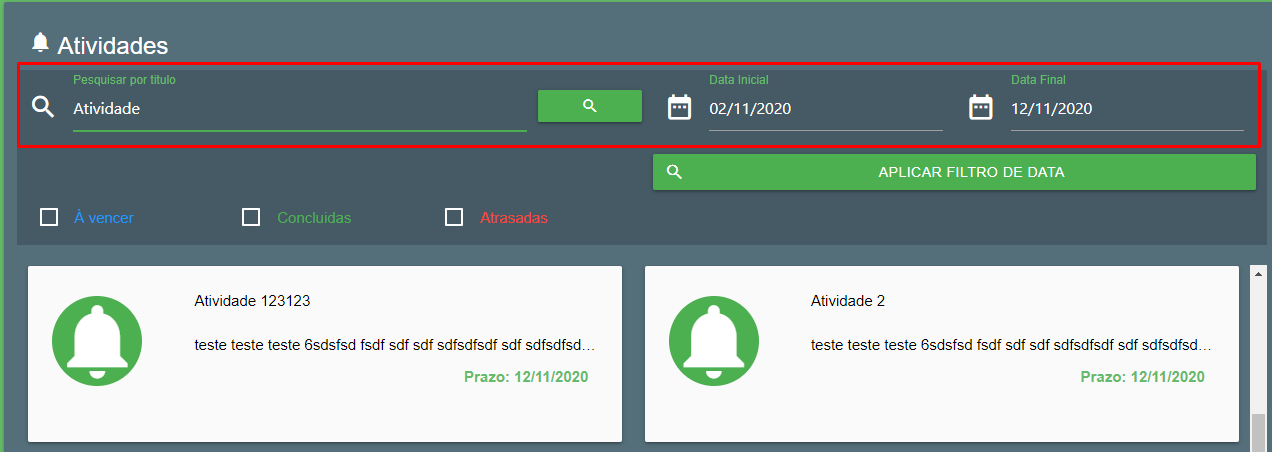 Atividades
Pesquisar por titulo
Atividade
Data Inicial
02/11/2020
Data Final
12/11/2020
APLICAR FILTRO DE DATA
À vencer
Concluidas
Atrasadas
Atividade 123123
teste teste teste 6sdsfsd fsdf sdf sdf sdfsdfsdf sdf sdfsdfsd…
Prazo: 12/11/2020
Atividade 2
teste teste teste 6sdsfsd fsdf sdf sdf sdfsdfsdf sdf sdfsdfsd…
Prazo: 12/11/2020